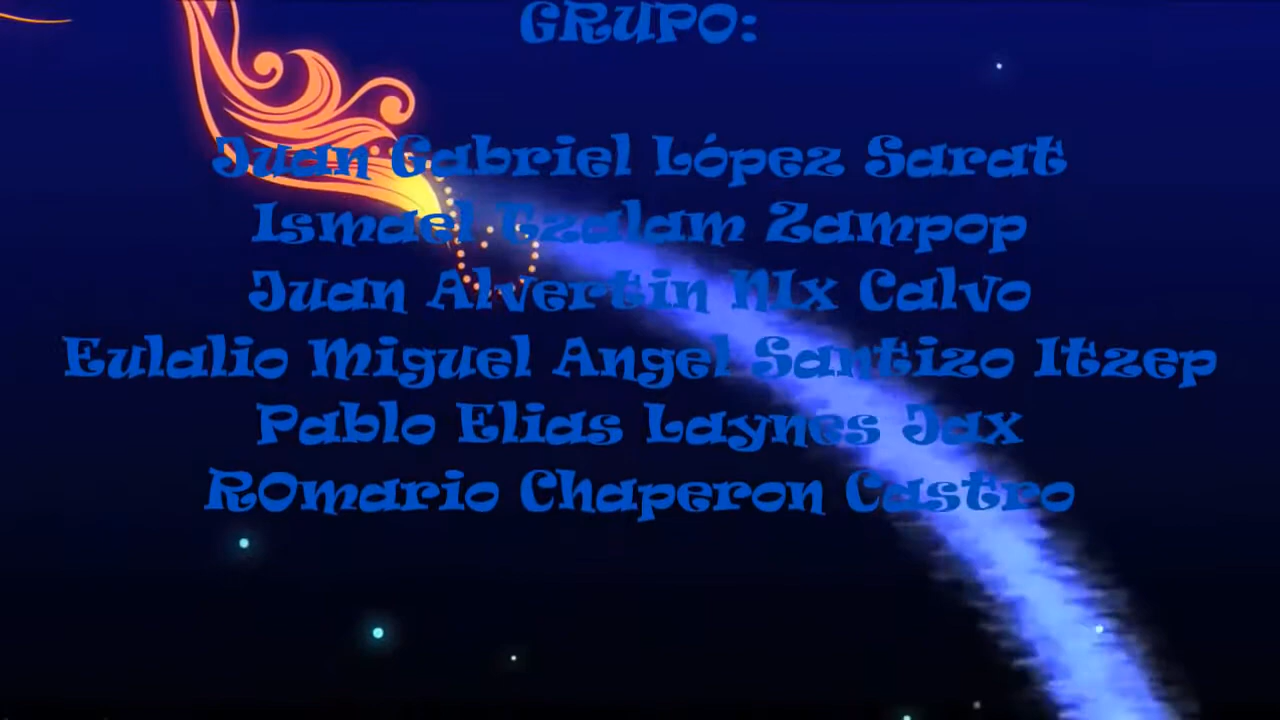 GRUPO:
Juan Gabriel López Sarat
Ismael Tzalam Zampop
Juan Alvertin NIx Calvo
Eulalio Miguel Angel Santizo Itzep
Pablo Elias Laynes Jax
ROmario Chaperon Castro